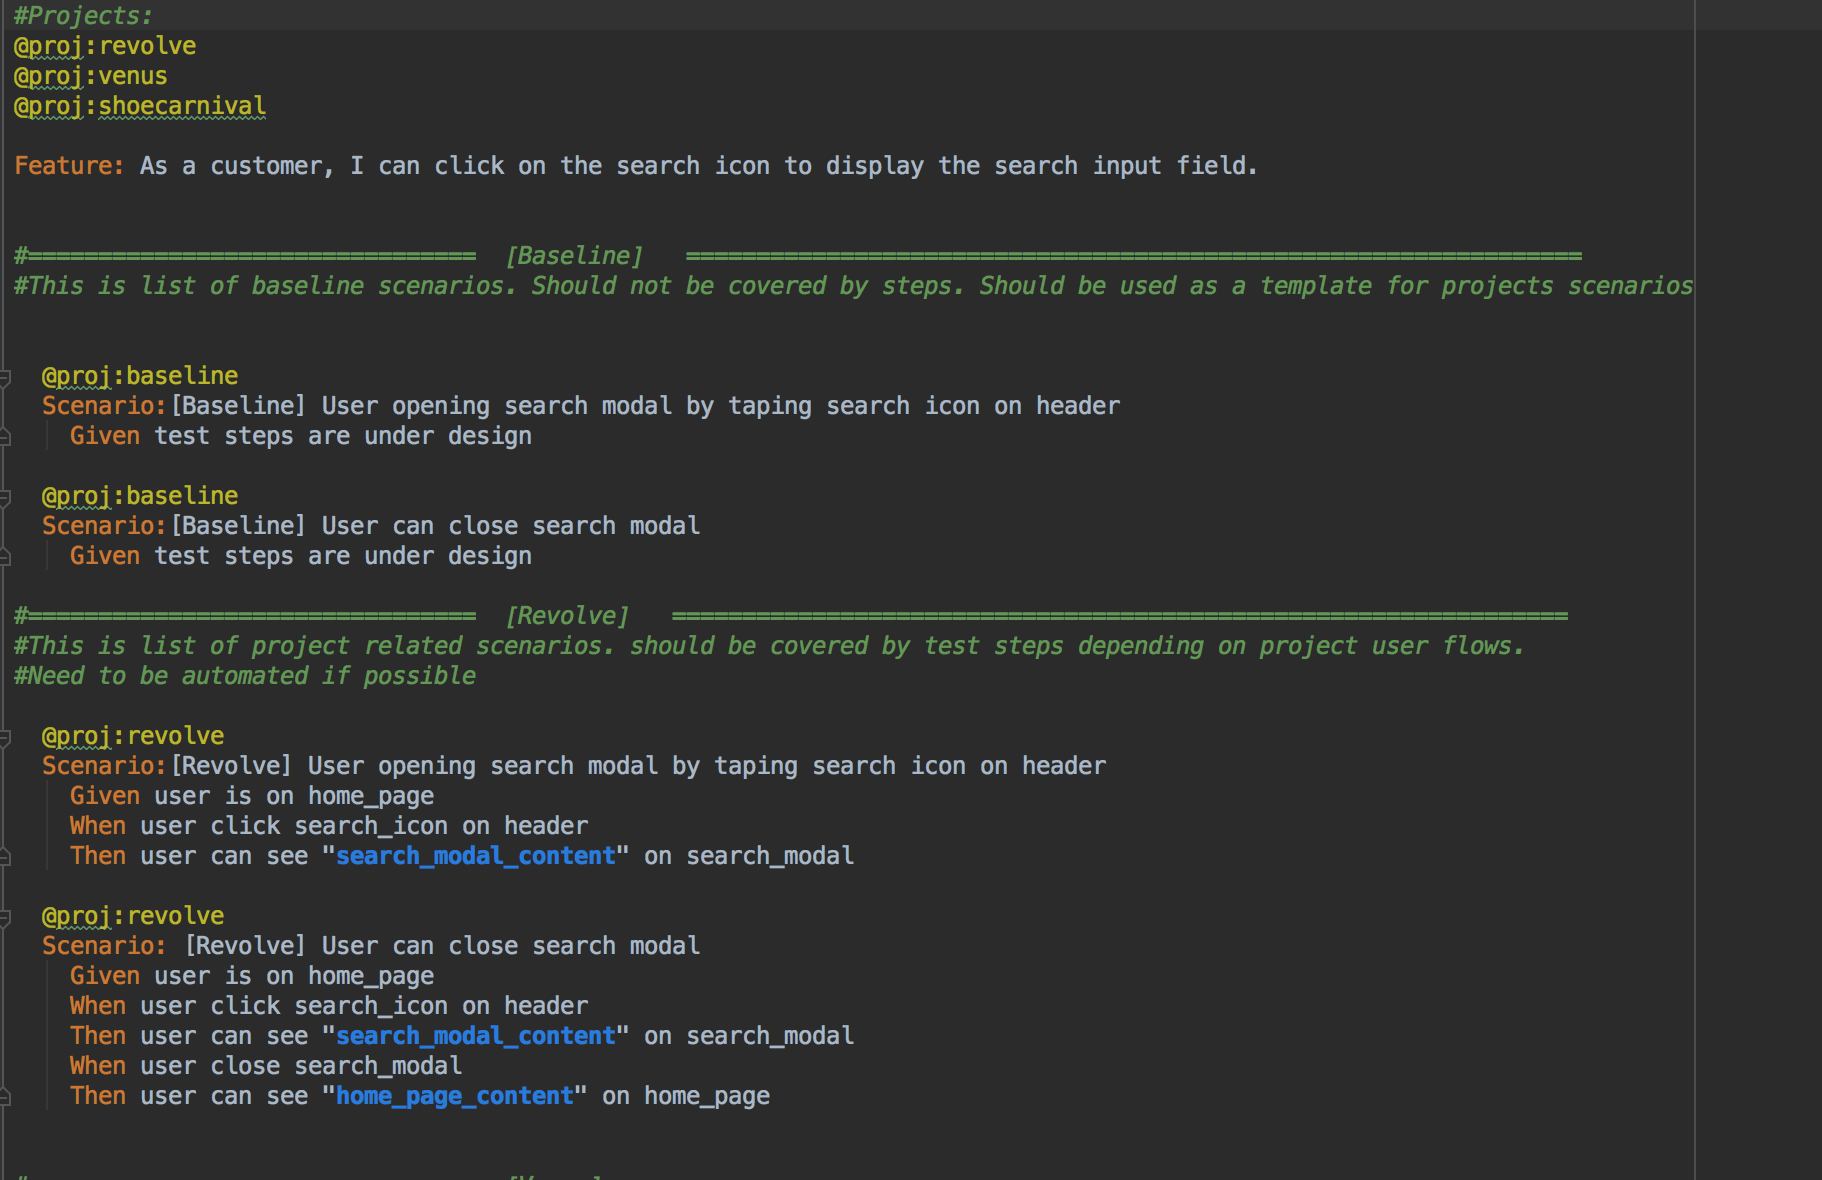 #Projects:
@proj:revolve
@proj:venus
@proj:shoecarnival
Feature: As a customer, I can click on the search icon to display the search input field.
#================================  [Baseline]   ================================================================
#This is list of baseline scenarios. Should not be covered by steps. Should be used as a template for projects scenarios
@proj:baseline
Scenario:[Baseline] User opening search modal by taping search icon on header
Given test steps are under design
@proj:baseline
Scenario:[Baseline] User can close search modal
Given test steps are under design
#================================  [Revolve]   ================================================================
#This is list of project related scenarios. should be covered by test steps depending on project user flows.
#Need to be automated if possible
@proj:revolve
Scenario:[Revolve] User opening search modal by taping search icon on header
Given user is on home_page
When user click search_icon on header
Then user can see "search_modal_content" on search_modal
@proj:revolve
Scenario: [Revolve] User can close search modal
Given user is on home_page
When user click search_icon on header
Then user can see "search_modal_content" on search_modal
When user close search_modal
Then user can see "home_page_content" on home_page